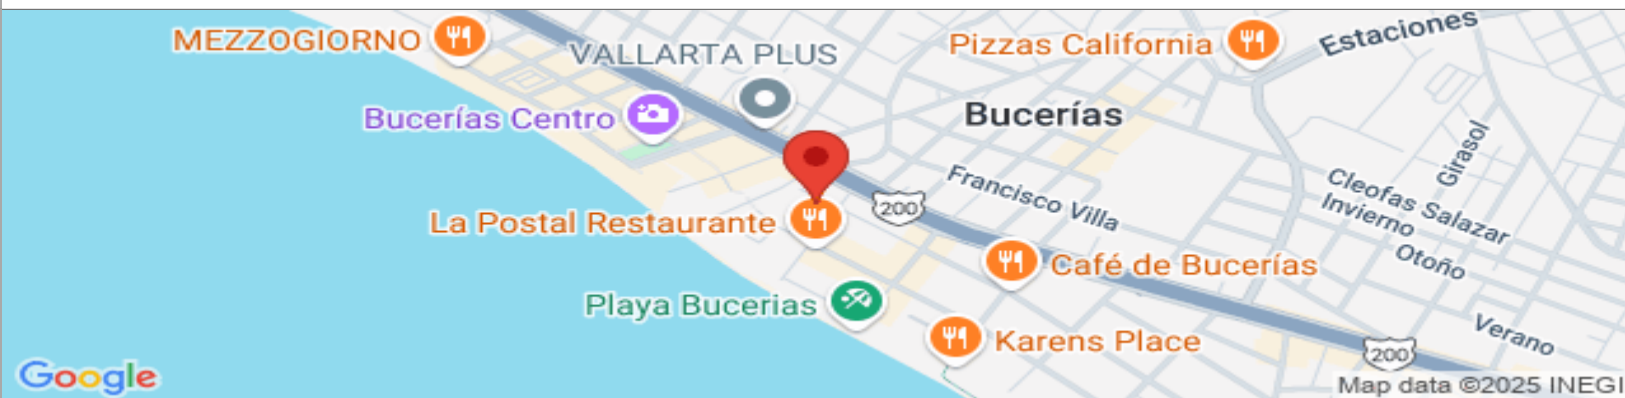 MEZZOGIORNO
VALLARTA PLUS
Pizzas California
Estaciones
Bucerías Centro
Bucerías
Girasol
Francisco Villa
Cleofas Salazar
Invierno
200
La Postal Restaurante
Otoño
Café de Bucerías
Playa Bucerias
Karens Place
Verano
200
Google
Map data ©2025 INEGI